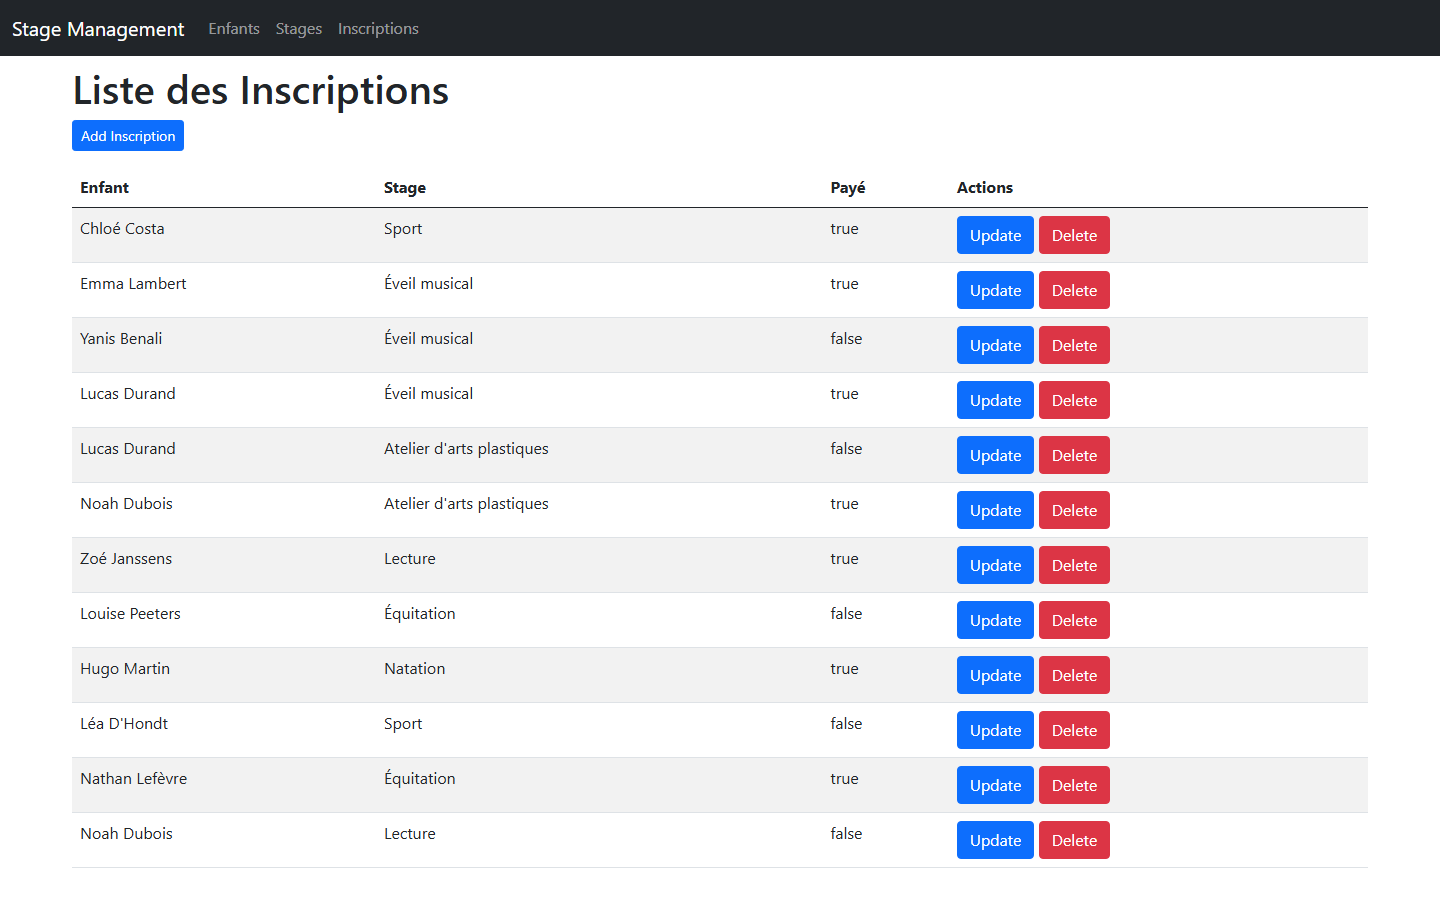 Stage Management Enfants Stages Inscriptions
Liste des Inscriptions
Add Inscription
Enfant Stage Payé Actions
Chloé Costa Sport true Update Delete
Emma Lambert Éveil musical true Update Delete
Yanis Benali Éveil musical false Update Delete
Lucas Durand Éveil musical true Update Delete
Lucas Durand Atelier d'arts plastiques false Update Delete
Noah Dubois Atelier d'arts plastiques true Update Delete
Zoé Janssens Lecture true Update Delete
Louise Peeters Équitation false Update Delete
Hugo Martin Natation true Update Delete
Léa D'Hondt Sport false Update Delete
Nathan Lefèvre Équitation true Update Delete
Noah Dubois Lecture false Update Delete